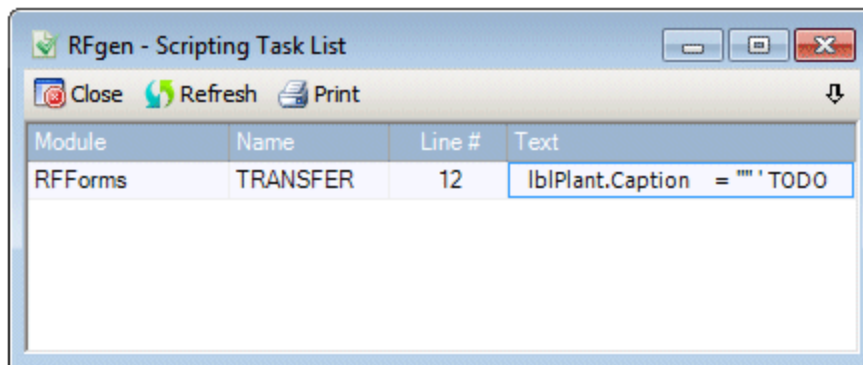 RFgen - Scripting Task List
Close Refresh Print
Module Name Line # Text
RFForms TRANSFER 12 lblPlant.Caption = "" ' TODO